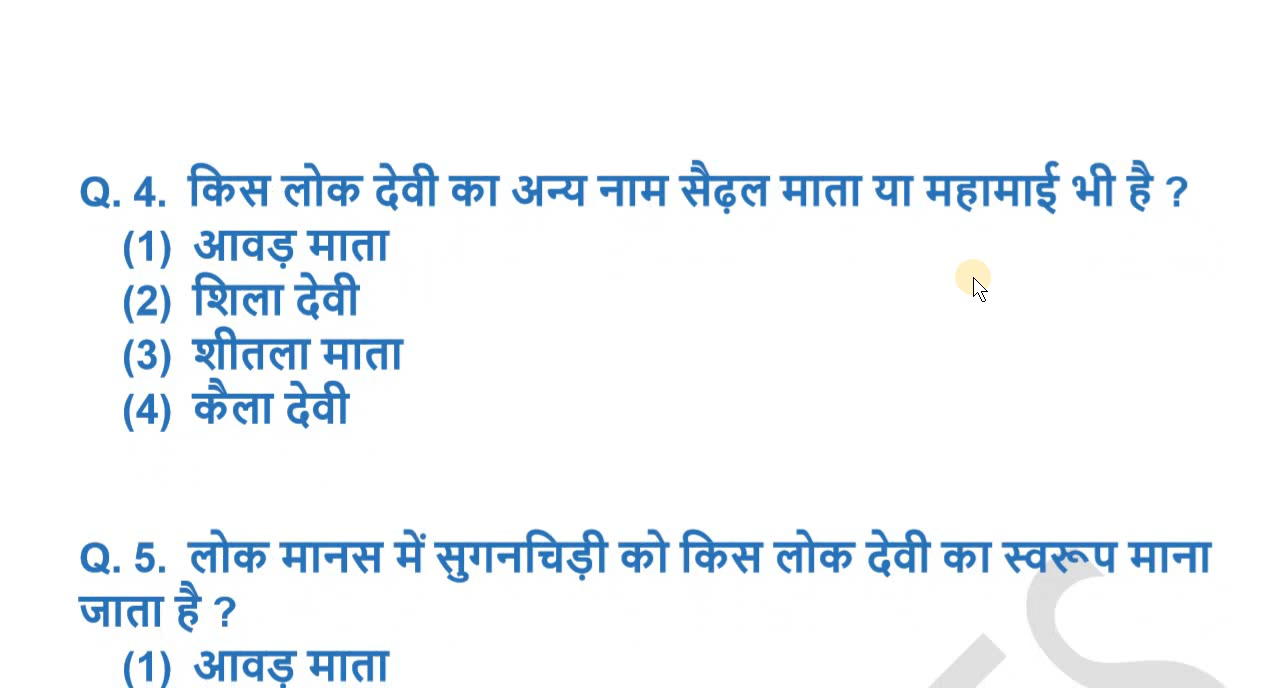 Q. 4. किस लोक देवी का अन्य नाम सैढ़ल माता या महामाई भी है ?
(1) आवड़ माता
(2) शिला देवी
(3) शीतला माता
(4) कैला देवी
Q. 5. लोक मानस में सुगनचिड़ी को किस लोक देवी का स्वरूप माना
जाता है ?
(1) आवड़ माता